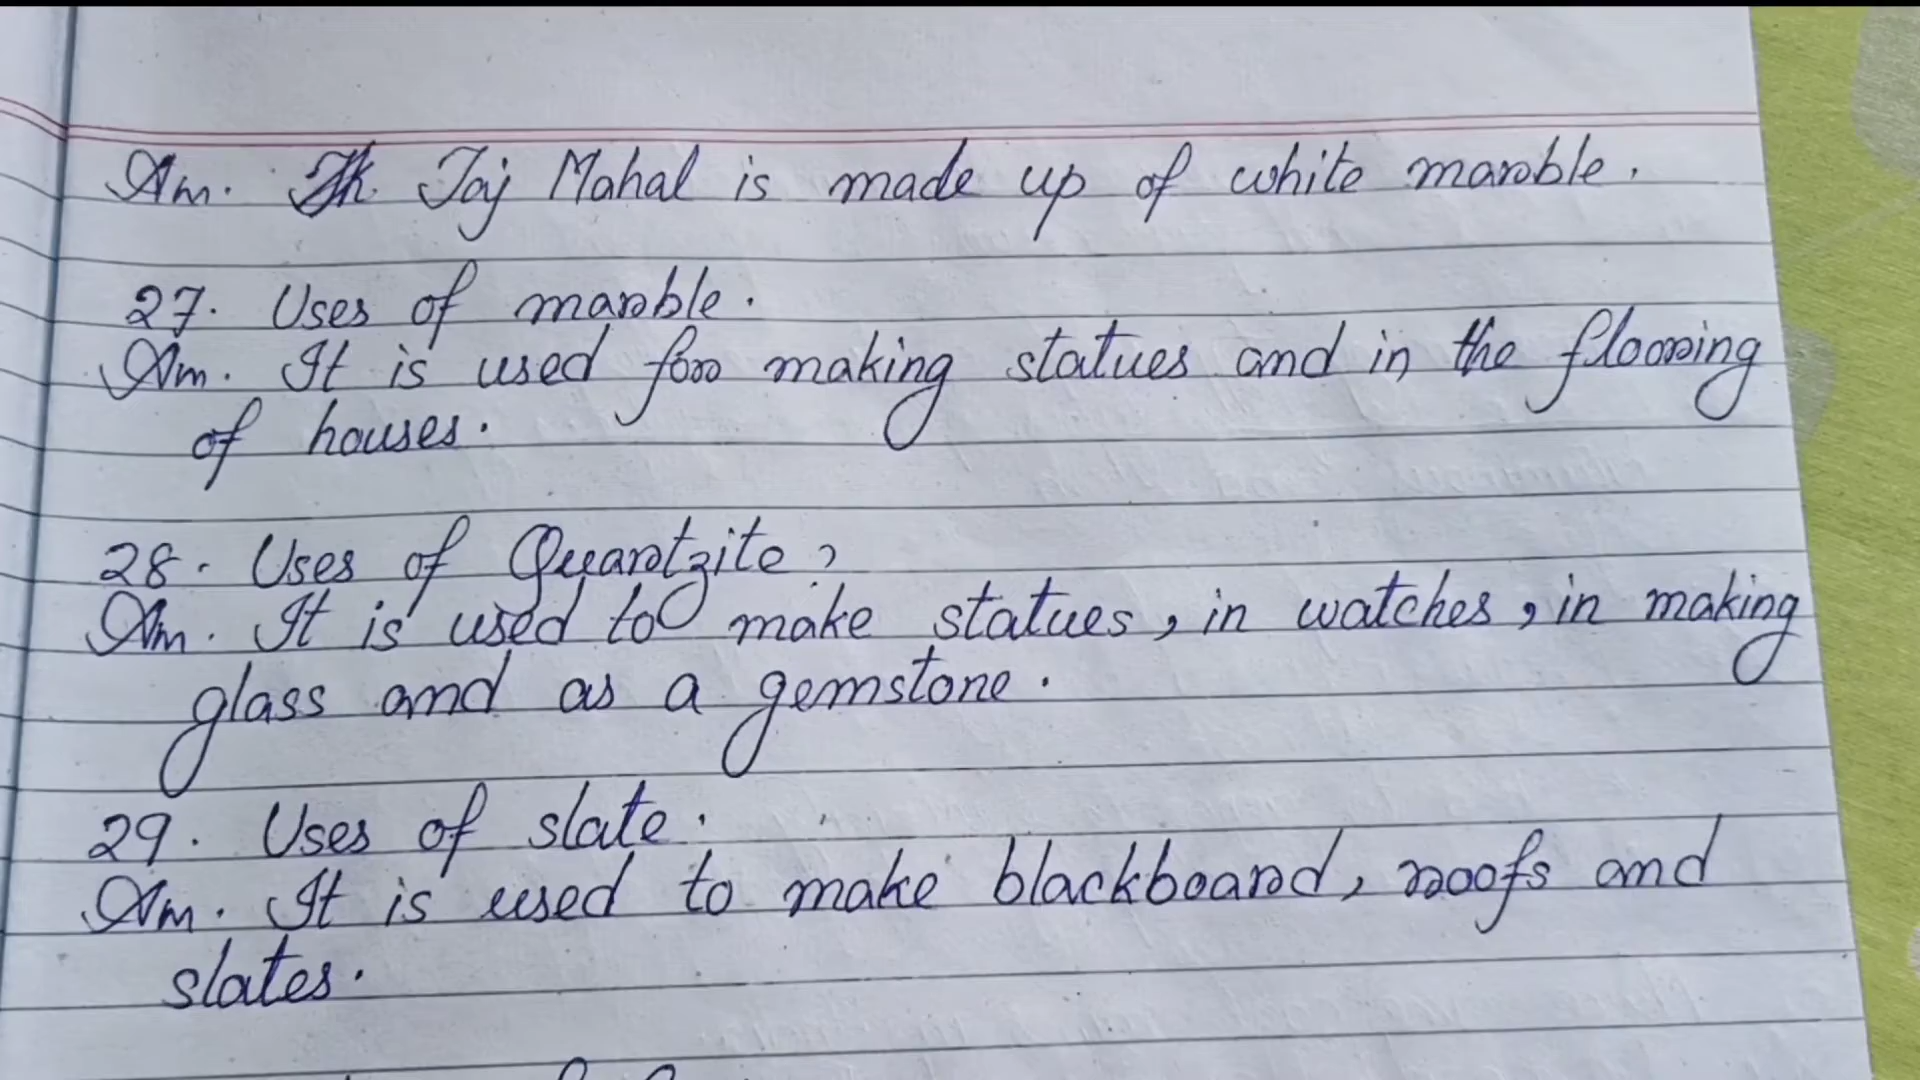 Ans. Taj Mahal is made up of white marble.
27. Uses of marble.
Ans. It is used for making statues and in the flooring
of houses.
28. Uses of Quartzite?
Ans. It is used to make statues, in watches, in making
glass and as a gemstone.
29. Uses of slate.
Ans. It is used to make blackboard, roofs and
slates.